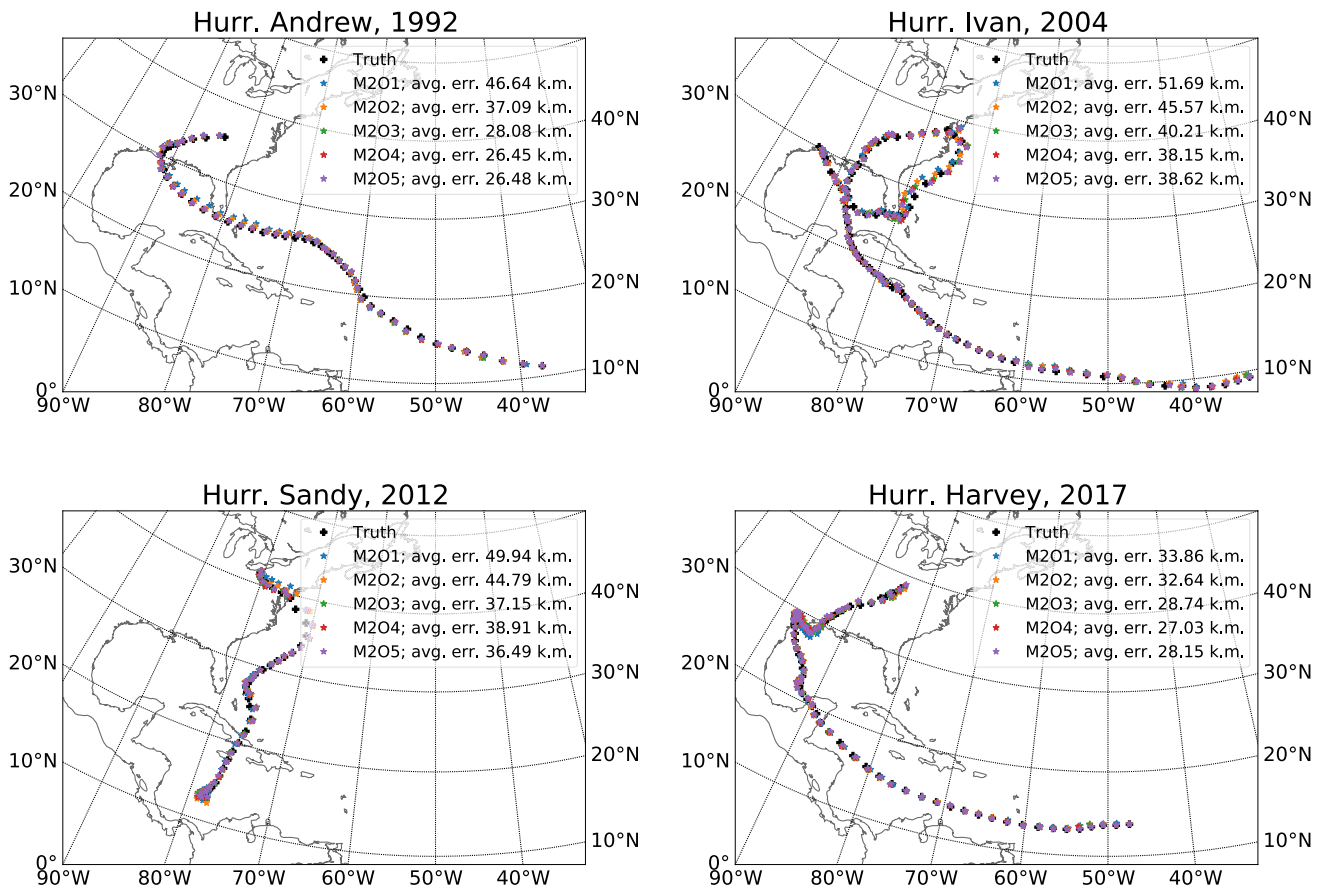 Hurr. Andrew, 1992
Truth
M2O1; avg. err. 46.64 k.m.
M2O2; avg. err. 37.09 k.m.
M2O3; avg. err. 28.08 k.m.
M2O4; avg. err. 26.45 k.m.
M2O5; avg. err. 26.48 k.m.
30°N
20°N
10°N
0°
40°N
30°N
20°N
10°N
90°W 80°W 70°W 60°W 50°W 40°W
Hurr. Ivan, 2004
Truth
M2O1; avg. err. 51.69 k.m.
M2O2; avg. err. 45.57 k.m.
M2O3; avg. err. 40.21 k.m.
M2O4; avg. err. 38.15 k.m.
M2O5; avg. err. 38.62 k.m.
30°N
20°N
10°N
0°
40°N
30°N
20°N
10°N
90°W 80°W 70°W 60°W 50°W 40°W
Hurr. Sandy, 2012
Truth
M2O1; avg. err. 49.94 k.m.
M2O2; avg. err. 44.79 k.m.
M2O3; avg. err. 37.15 k.m.
M2O4; avg. err. 38.91 k.m.
M2O5; avg. err. 36.49 k.m.
30°N
20°N
10°N
0°
40°N
30°N
20°N
10°N
90°W 80°W 70°W 60°W 50°W 40°W
Hurr. Harvey, 2017
Truth
M2O1; avg. err. 33.86 k.m.
M2O2; avg. err. 32.64 k.m.
M2O3; avg. err. 28.74 k.m.
M2O4; avg. err. 27.03 k.m.
M2O5; avg. err. 28.15 k.m.
30°N
20°N
10°N
0°
40°N
30°N
20°N
10°N
90°W 80°W 70°W 60°W 50°W 40°W